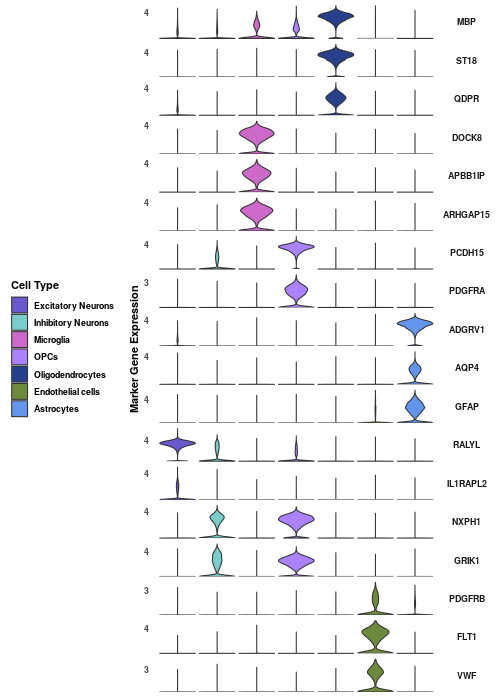 4 MBP
4 ST18
4 QDPR
4 DOCK8
4 APBB1IP
4 ARHGAP15
4 PCDH15
3 PDGFRA
4 ADGRV1
4 AQP4
4 GFAP
4 RALYL
4 IL1RAPL2
4 NXPH1
4 GRIK1
3 PDGFRB
4 FLT1
3 VWF
Marker Gene Expression
Cell Type
Excitatory Neurons
Inhibitory Neurons
Microglia
OPCs
Oligodendrocytes
Endothelial cells
Astrocytes